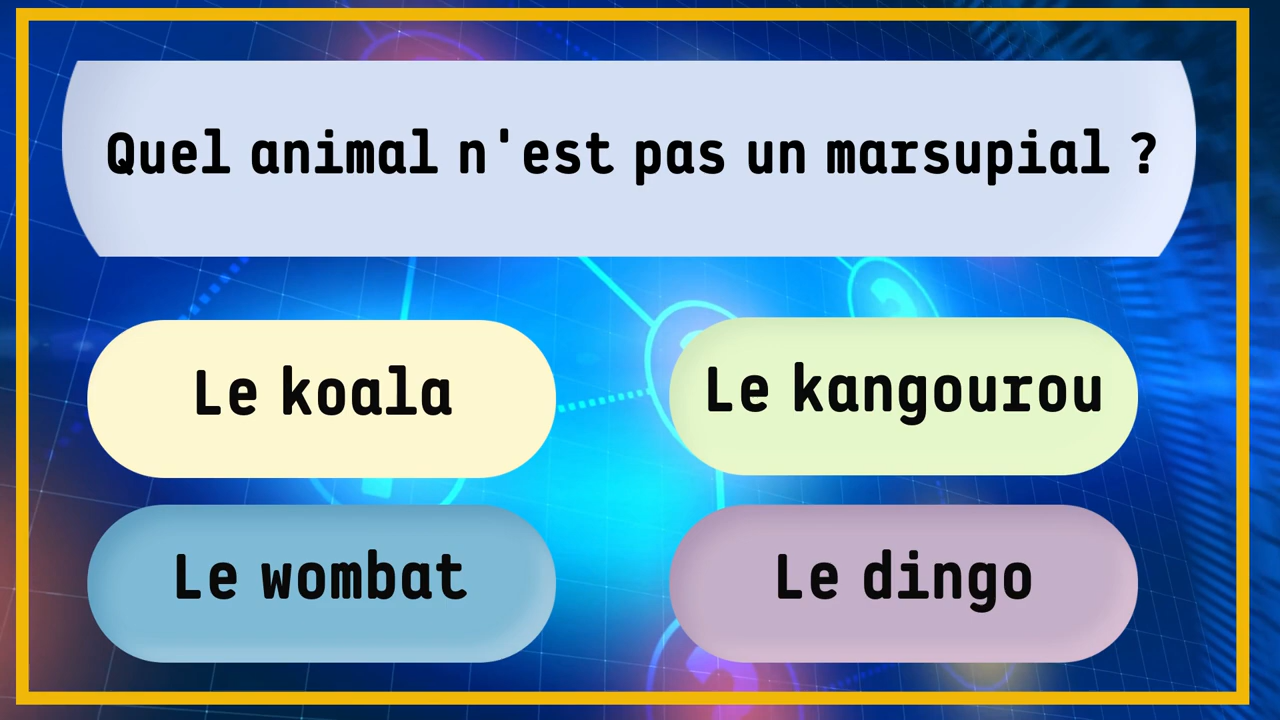 Quel animal n'est pas un marsupial ?
Le koala
Le kangourou
Le wombat
Le dingo